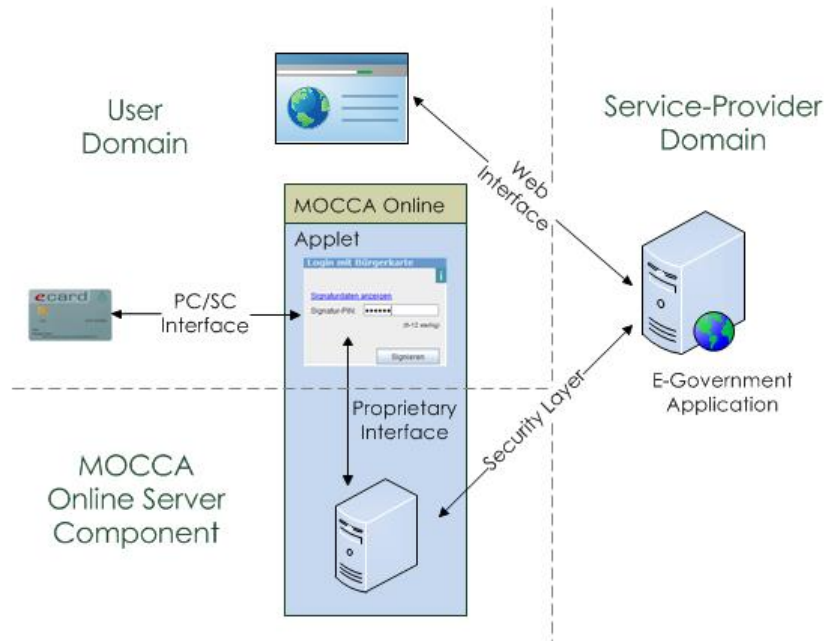 User
Domain
Service-Provider
Domain
Web
Interface
MOCCA Online
Applet
Login mit Bürgerkarte
i
Signaturdaten anzeigen
Signatur-PIN:
(6-12 stellig)
Signieren
ecard
PC/SC
Interface
Proprietary
Interface
Security Layer
E-Government
Application
MOCCA
Online Server
Component